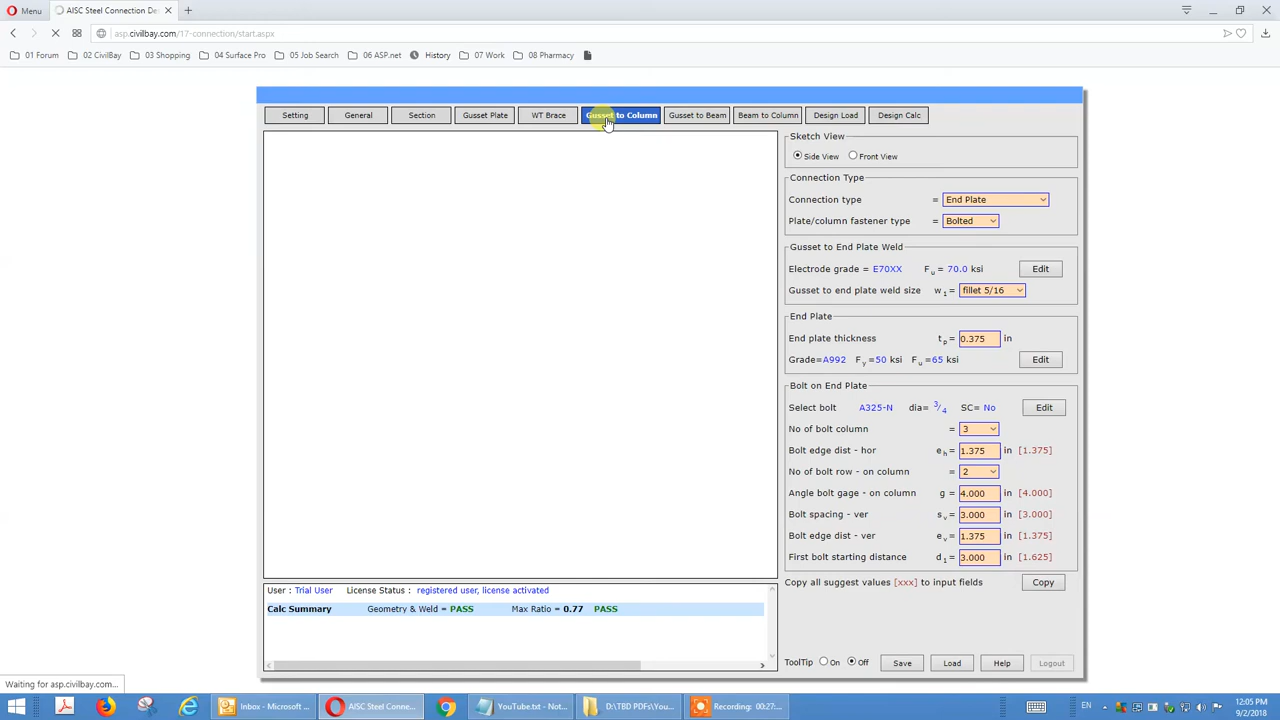 Menu
AISC Steel Connection De
asp.civilbay.com/17-connection/start.aspx
01 Forum 02 CivilBay 03 Shopping 04 Surface Pro 05 Job Search 06 ASP.net History 07 Work 08 Pharmacy
Setting General Section Gusset Plate WT Brace Gusset to Column Gusset to Beam Beam to Column Design Load Design Calc
Sketch View
Side View Front View
Connection Type
Connection type = End Plate
Plate/column fastener type = Bolted
Gusset to End Plate Weld
Electrode grade = E70XX Fu = 70.0 ksi Edit
Gusset to end plate weld size w1 = fillet 5/16
End Plate
End plate thickness tp = 0.375 in
Grade=A992 Fy =50 ksi Fu =65 ksi Edit
Bolt on End Plate
Select bolt A325-N dia= 3/4 SC= No Edit
No of bolt column = 3
Bolt edge dist - hor eh = 1.375 in [1.375]
No of bolt row - on column = 2
Angle bolt gage - on column g = 4.000 in [4.000]
Bolt spacing - ver sv = 3.000 in [3.000]
Bolt edge dist - ver ev = 1.375 in [1.375]
First bolt starting distance d1 = 3.000 in [1.625]
Copy all suggest values [xxx] to input fields Copy
User : Trial User License Status : registered user, license activated
Calc Summary Geometry & Weld = PASS Max Ratio = 0.77 PASS
ToolTip On Off Save Load Help Logout
Waiting for asp.civilbay.com...
Inbox - Microsoft ... AISC Steel Conne... YouTube.txt - Not... D:\TBD PDFs\You... Recording: 00:27:... EN 12:05 PM
9/2/2018